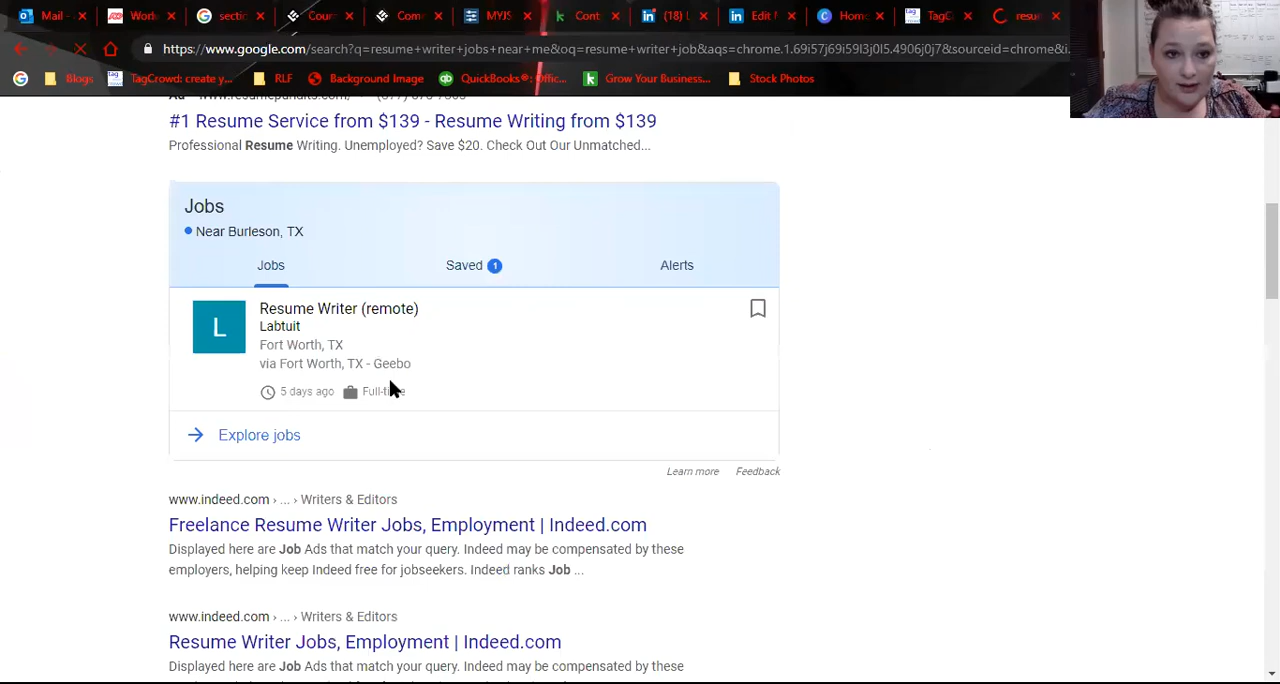 Mail -
Work
secti
Cour
Com
MYJS
Cont
(18) L
Edit M
Home
TagC
resu
https://www.google.com/search?q=resume+writer+jobs+near+me&oq=resume+writer+job&aqs=chrome.1.69i57j69i59l3j0l5.4906j0j7&sourceid=chrome&i...
Blogs
TagCrowd: create y...
RLF
Background Image
QuickBooks®: Offic...
Grow Your Business...
Stock Photos
#1 Resume Service from $139 - Resume Writing from $139
Professional Resume Writing. Unemployed? Save $20. Check Out Our Unmatched...
Jobs
Near Burleson, TX
Jobs
Saved 1
Alerts
L
Resume Writer (remote)
Labtuit
Fort Worth, TX
via Fort Worth, TX - Geebo
5 days ago
Explore jobs
Learn more
Feedback
www.indeed.com › ... › Writers & Editors
Freelance Resume Writer Jobs, Employment | Indeed.com
Displayed here are Job Ads that match your query. Indeed may be compensated by these
employers, helping keep Indeed free for jobseekers. Indeed ranks Job ...
www.indeed.com › ... › Writers & Editors
Resume Writer Jobs, Employment | Indeed.com
Displayed here are Job Ads that match your query. Indeed may be compensated by these